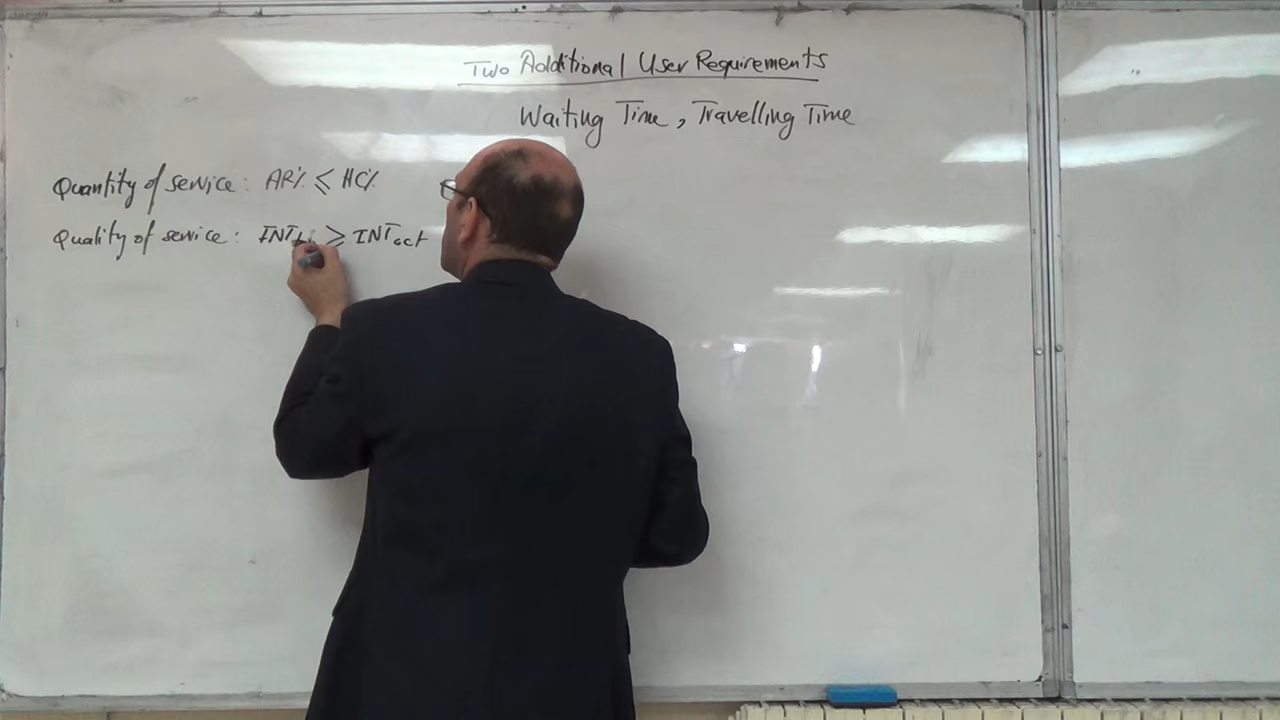 Two Additional User Requirements
Waiting Time, Travelling Time
Quantity of service: AR% ≤ HC%
Quality of service: ≥ INTact